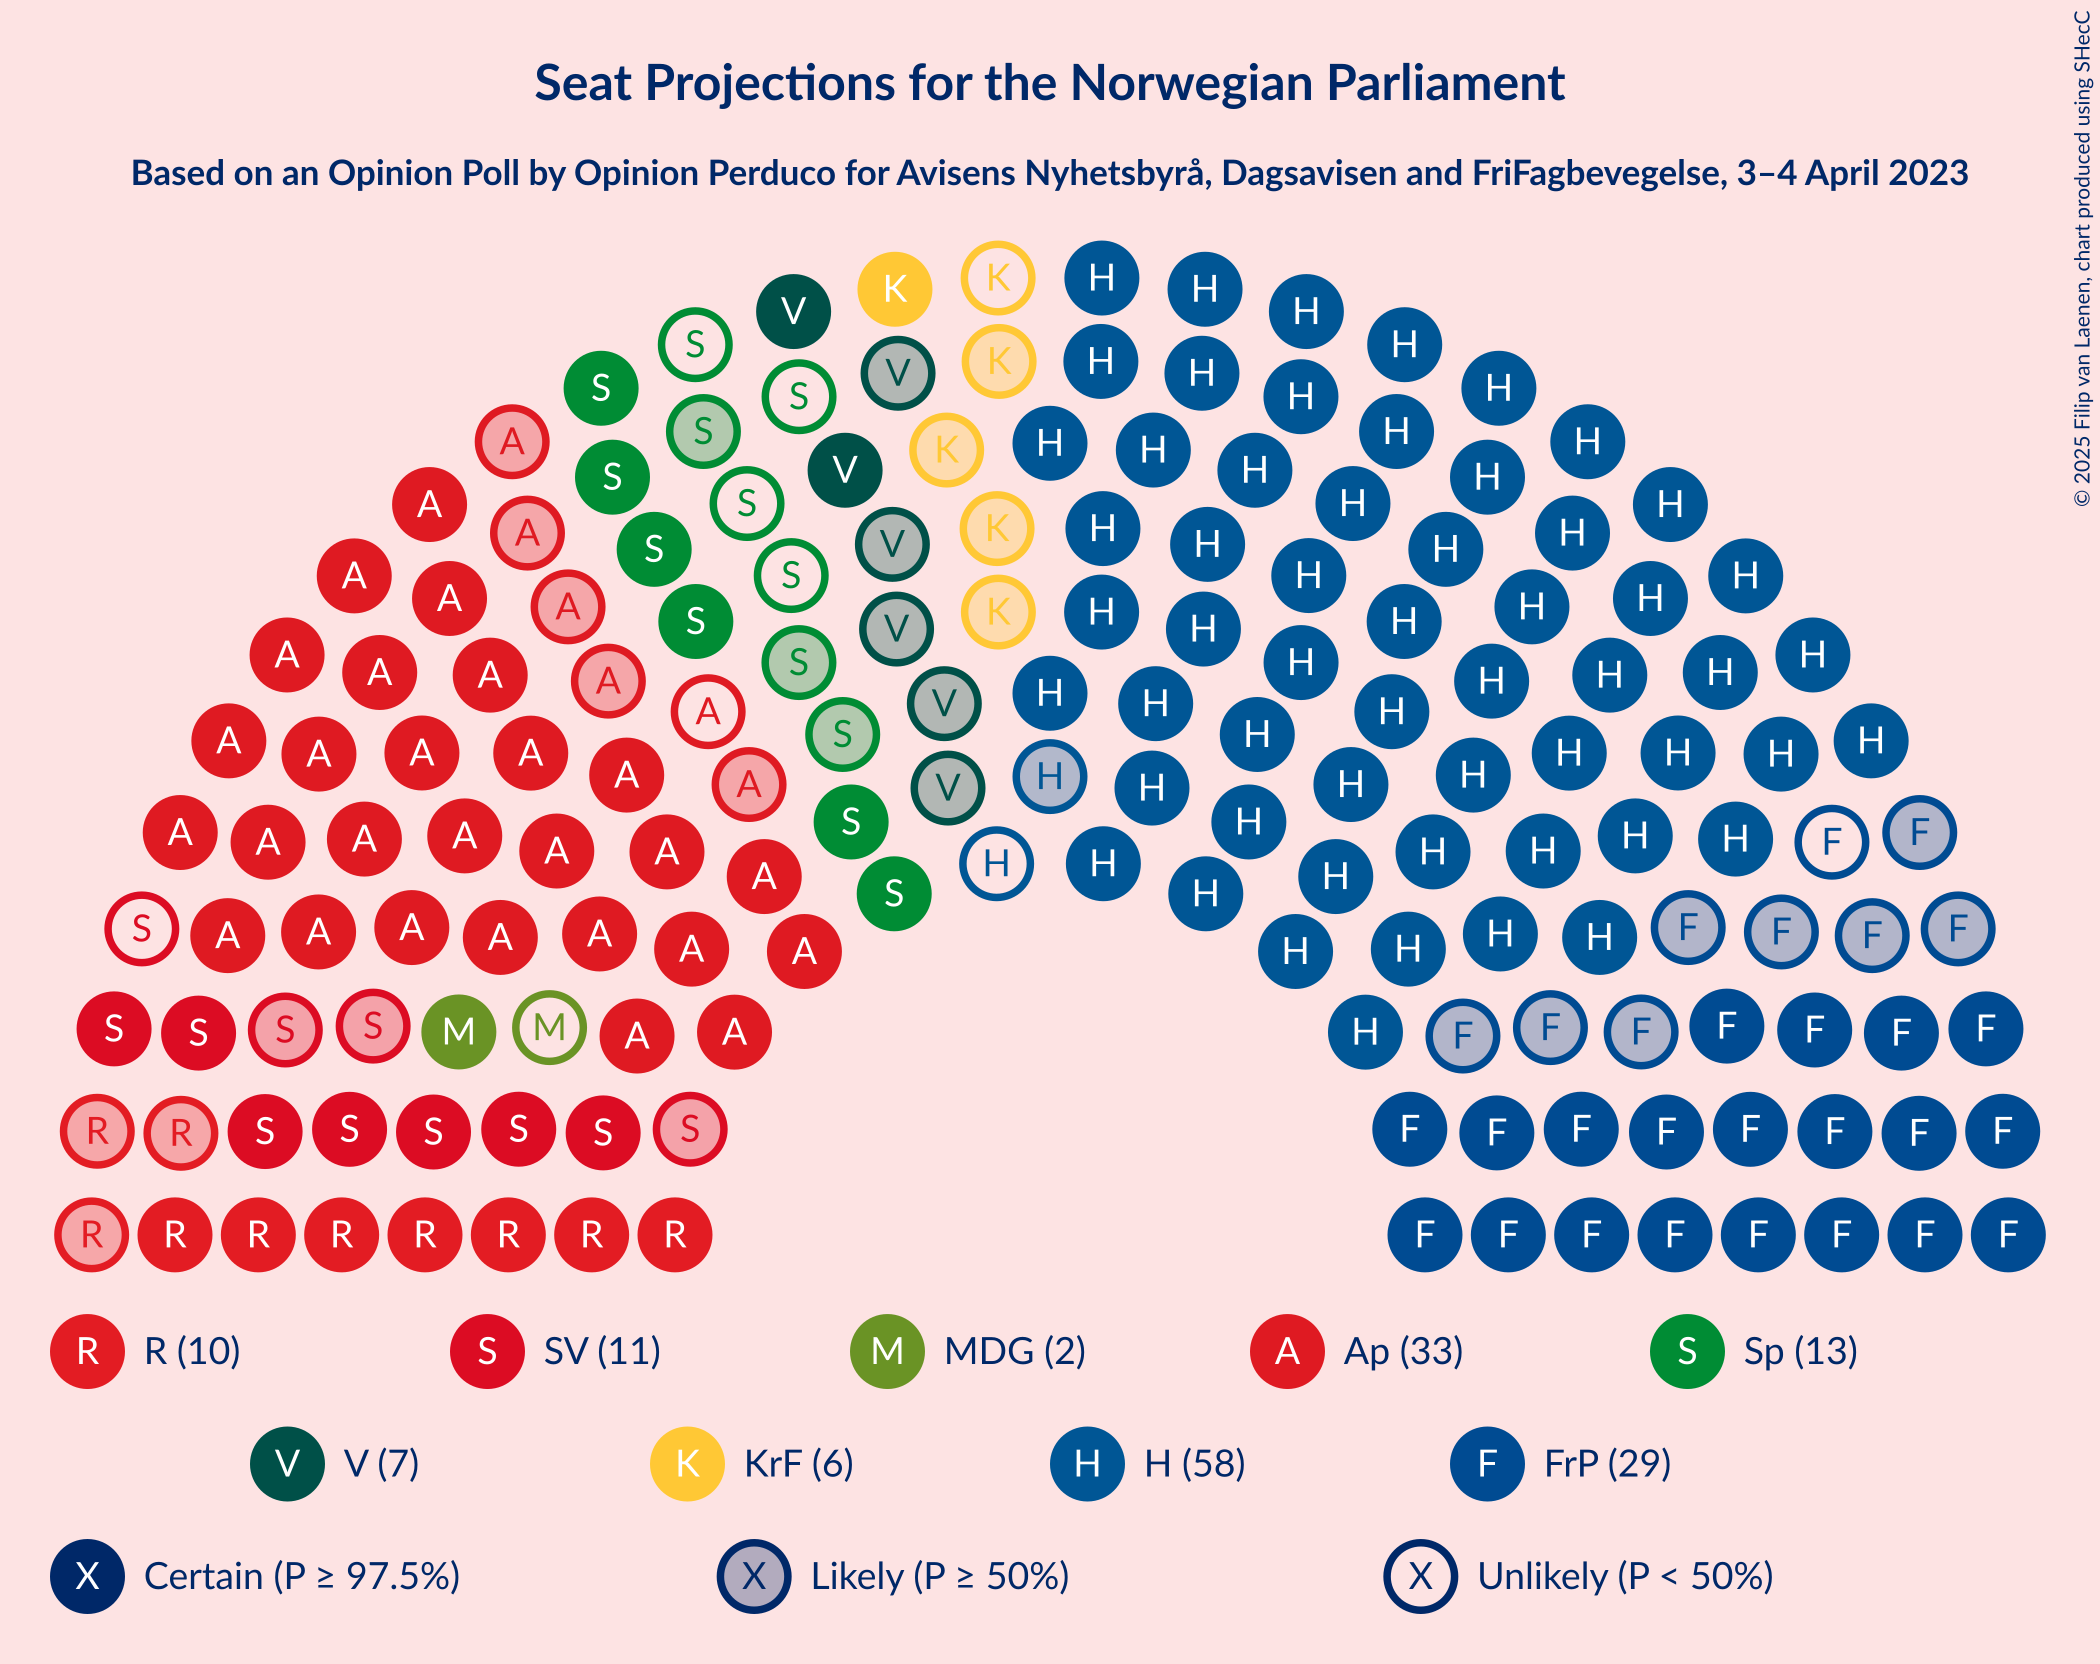 Seat Projections for the Norwegian Parliament
Based on an Opinion Poll by Opinion Perduco for Avisens Nyhetsbyrå, Dagsavisen and FriFagbevegelse, 3–4 April 2023
© 2025 Filip van Laenen, chart produced using SHecC
K H H
V K H H
S V K H H S H
S S V H H H
A S H H H H
A S S V K H H H H H
A S V K H H H H
A A S S H H H H
A A S V K H H H H H
A A A S H H H H
A A A S V H H H H H
A A A A A V H H H H H H
A A A A A S H H H H H H H
A A A A A A A H H H H H H H F F
S A A A A A A A S H H H H H H F F F F
S S S S M M A A H F F F F F F F
R R S S S S S S F F F F F F F F
R R R R R R R R F F F F F F F F
R R (10) S SV (11) M MDG (2) A Ap (33) S Sp (13)
V V (7) K KrF (6) H H (58) F FrP (29)
X Certain (P ≥ 97.5%) X Likely (P ≥ 50%) X Unlikely (P < 50%)